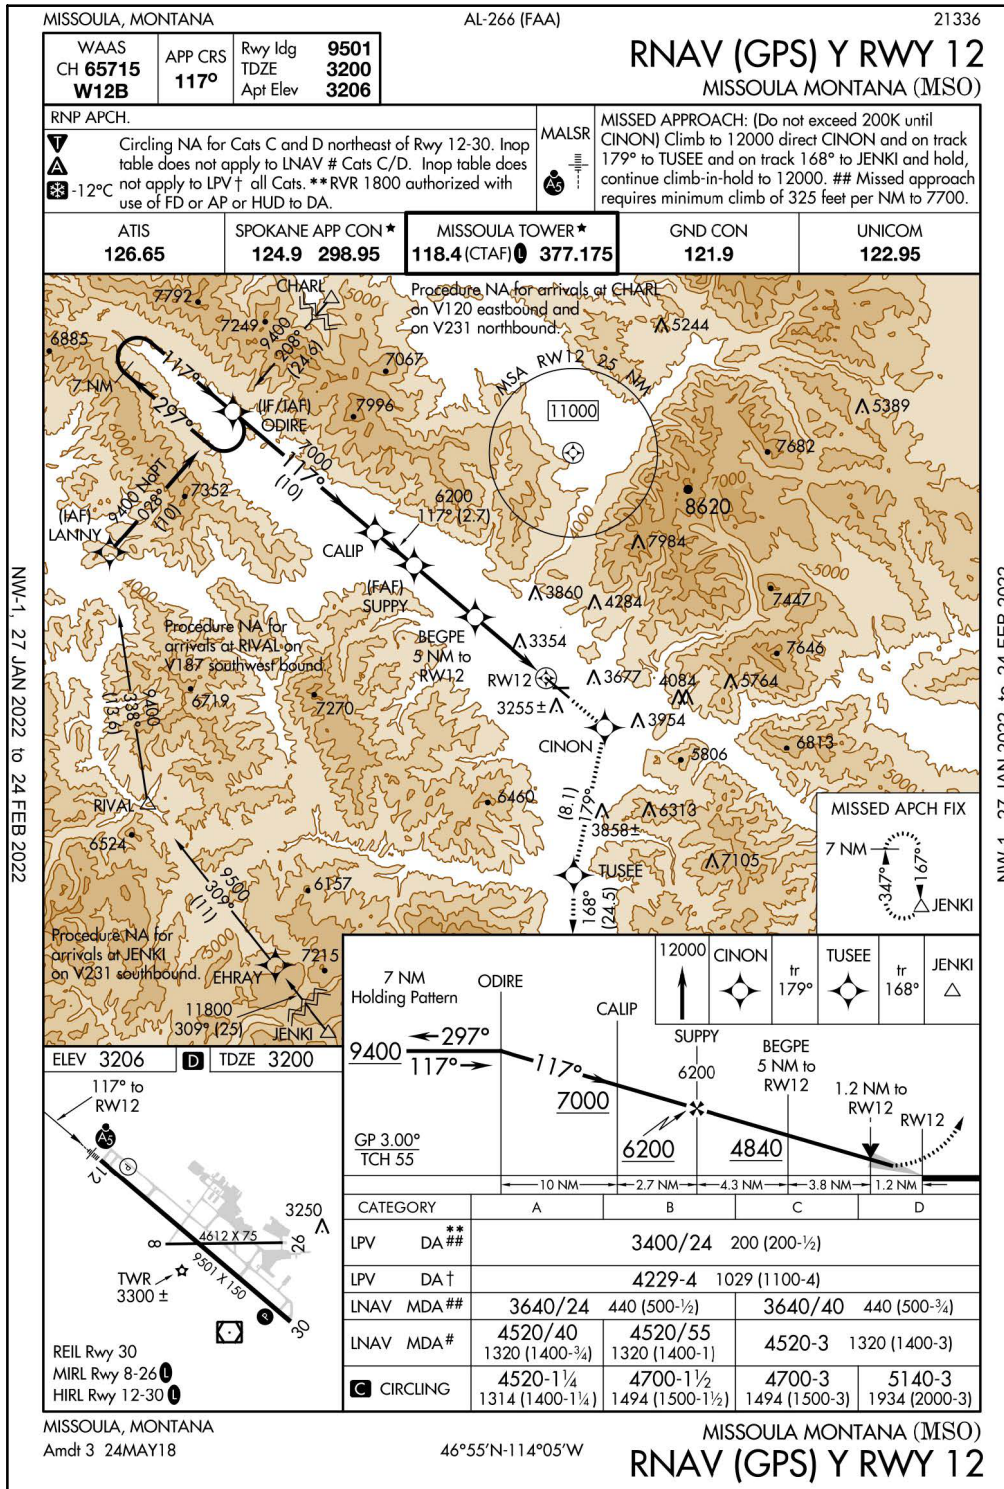 MISSOULA, MONTANA
AL-266 (FAA)
21336
WAAS
CH 65715
W12B
APP CRS
117°
Rwy Idg 9501
TDZE 3200
Apt Elev 3206
RNAV (GPS) Y RWY 12
MISSOULA MONTANA (MSO)
RNP APCH.
T
A
-12°C
Circling NA for Cats C and D northeast of Rwy 12-30. Inop
table does not apply to LNAV # Cats C/D. Inop table does
not apply to LPV † all Cats. **RVR 1800 authorized with
use of FD or AP or HUD to DA.
MALSR
A5
MISSED APPROACH: (Do not exceed 200K until
CINON) Climb to 12000 direct CINON and on track
179° to TUSEE and on track 168° to JENKI and hold,
continue climb-in-hold to 12000. ## Missed approach
requires minimum climb of 325 feet per NM to 7700.
ATIS
126.65
SPOKANE APP CON ★
124.9 298.95
MISSOULA TOWER ★
118.4 (CTAF) L 377.175
GND CON
121.9
UNICOM
122.95
Procedure NA for arrivals at CHARL
on V120 eastbound and
on V231 northbound.
CHARL
7792
7249
5000
9400
208°
(24.6)
6885
7067
7996
5244
MSA RW12 25 NM
11000
5389
7682
7 NM
117°
297°
(IF/IAF)
ODIRE
7000
117°
(10)
7352
9400 NoPT
028°
(10)
(IAF)
LANNY
6200
117° (2.7)
CALIP
(FAF)
SUPPY
7000
8620
7984
5000
4000
3860
4284
7447
4000
Procedure NA for
arrivals at RIVAL on
V187 southwest bound.
BEGPE
5 NM to
RW12
3354
7646
RW12
3677
4084
5764
3255±
3954
CINON
6719
7270
9400
338°
(13.6)
5806
6813
5000
RIVAL
6460
6524
(8.1)
179°
3858±
6313
7105
TUSEE
168°
(24.5)
MISSED APCH FIX
7 NM
347°
167°
JENKI
9500
309°
(11)
6157
Procedure NA for
arrivals at JENKI
on V231 southbound.
5000
EHRAY
7215
11800
309° (25)
JENKI
NW-1, 27 JAN 2022 to 24 FEB 2022
NW-1, 27 JAN 2022 to 24 FEB 2022
12000
CINON
tr
179°
TUSEE
tr
168°
JENKI
7 NM
Holding Pattern
ODIRE
CALIP
SUPPY
6200
BEGPE
5 NM to
RW12
1.2 NM to
RW12
RW12
9400
297°
117°
117°
7000
6200
4840
GP 3.00°
TCH 55
10 NM
2.7 NM
4.3 NM
3.8 NM
1.2 NM
ELEV 3206
D
TDZE 3200
117° to
RW12
A5
12
P
3250
8
4612 X 75
26
9501 X 150
TWR
3300 ±
P
30
REIL Rwy 30
MIRL Rwy 8-26 L
HIRL Rwy 12-30 L
CATEGORY A B C D
LPV DA **## 3400/24 200 (200-½)
LPV DA † 4229-4 1029 (1100-4)
LNAV MDA ## 3640/24 440 (500-½) 3640/40 440 (500-¾)
LNAV MDA # 4520/40 4520/55 4520-3 1320 (1400-3)
1320 (1400-¾) 1320 (1400-1)
C CIRCLING 4520-1¼ 4700-1½ 4700-3 5140-3
1314 (1400-1¼) 1494 (1500-1½) 1494 (1500-3) 1934 (2000-3)
MISSOULA, MONTANA
Amdt 3 24MAY18
46°55'N-114°05'W
MISSOULA MONTANA (MSO)
RNAV (GPS) Y RWY 12